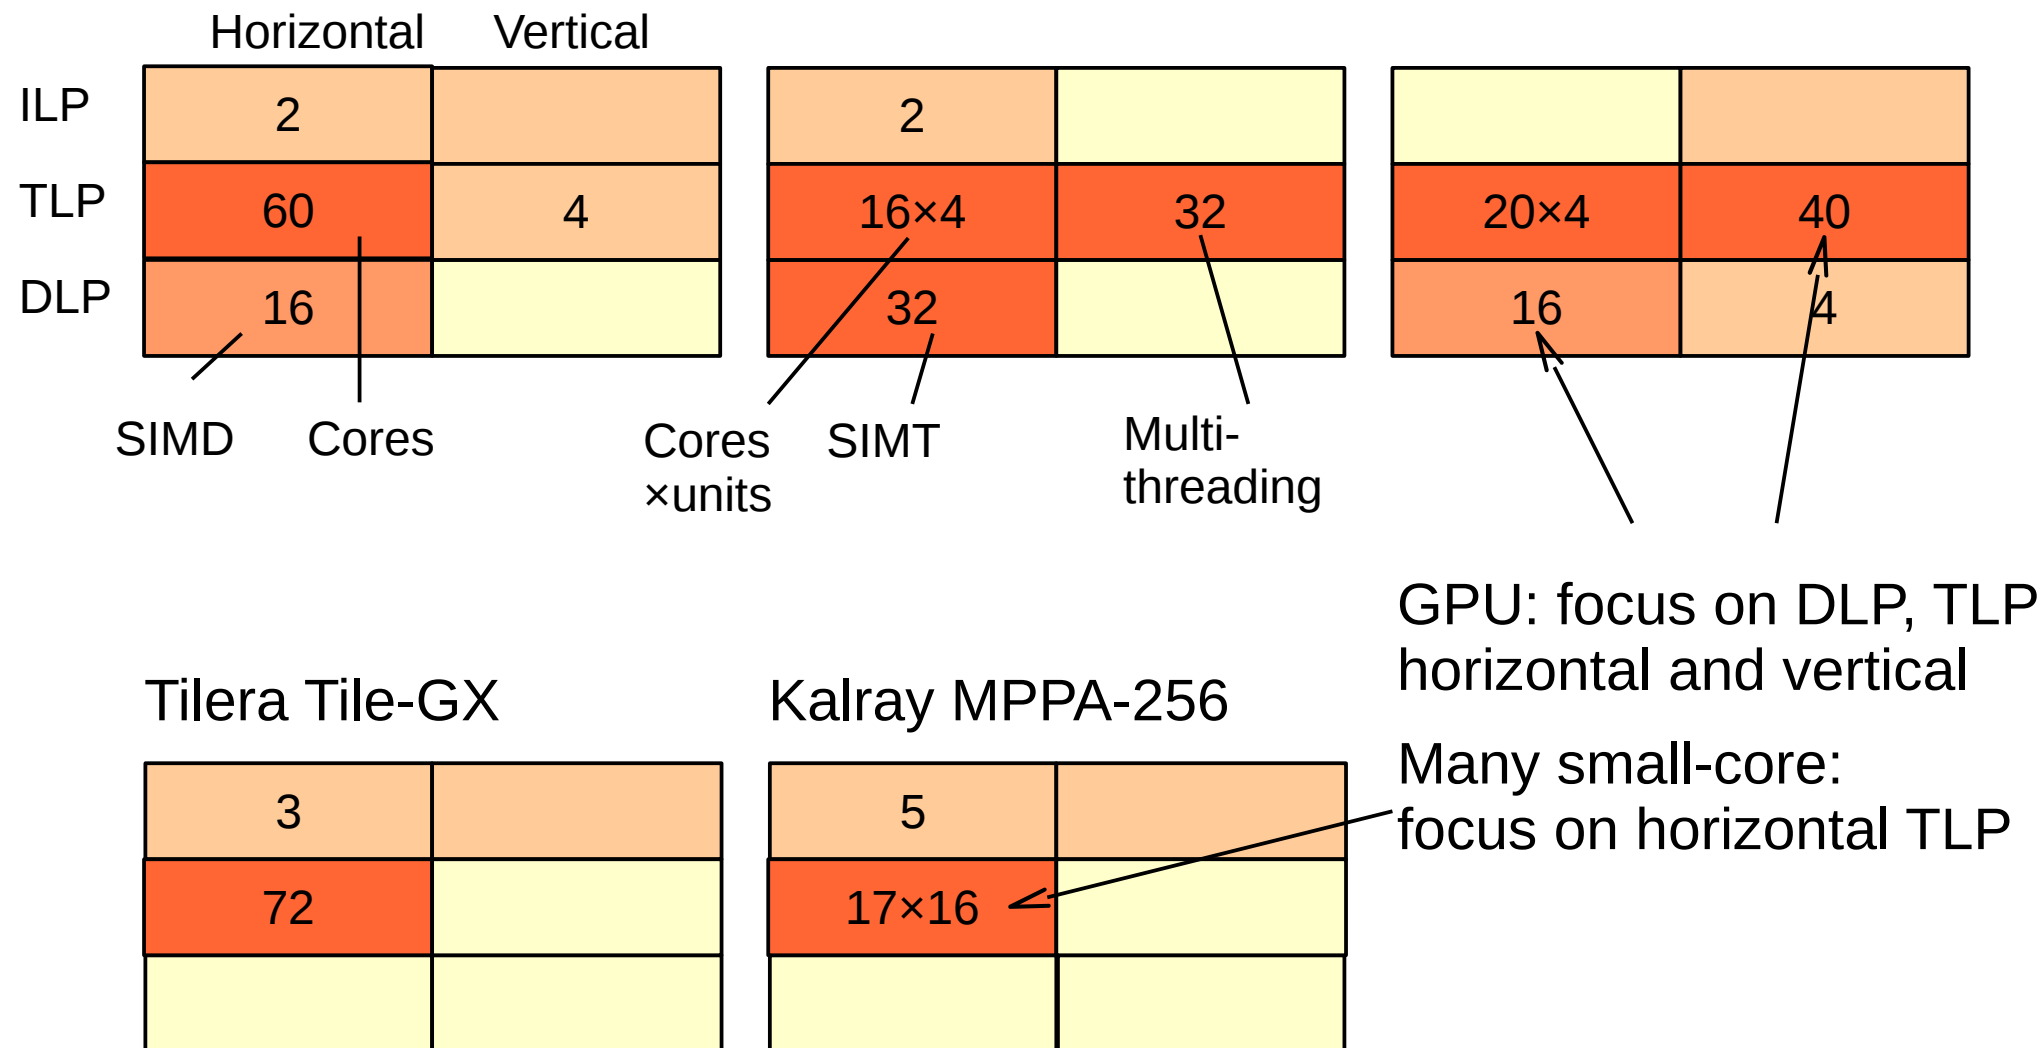 Horizontal Vertical
ILP 2 2
TLP 60 4 16×4 32 20×4 40
DLP 16 32 16 4
SIMD Cores Cores SIMT Multi-
×units threading
GPU: focus on DLP, TLP
horizontal and vertical
Tilera Tile-GX Kalray MPPA-256
Many small-core:
focus on horizontal TLP
3 5
72 17×16